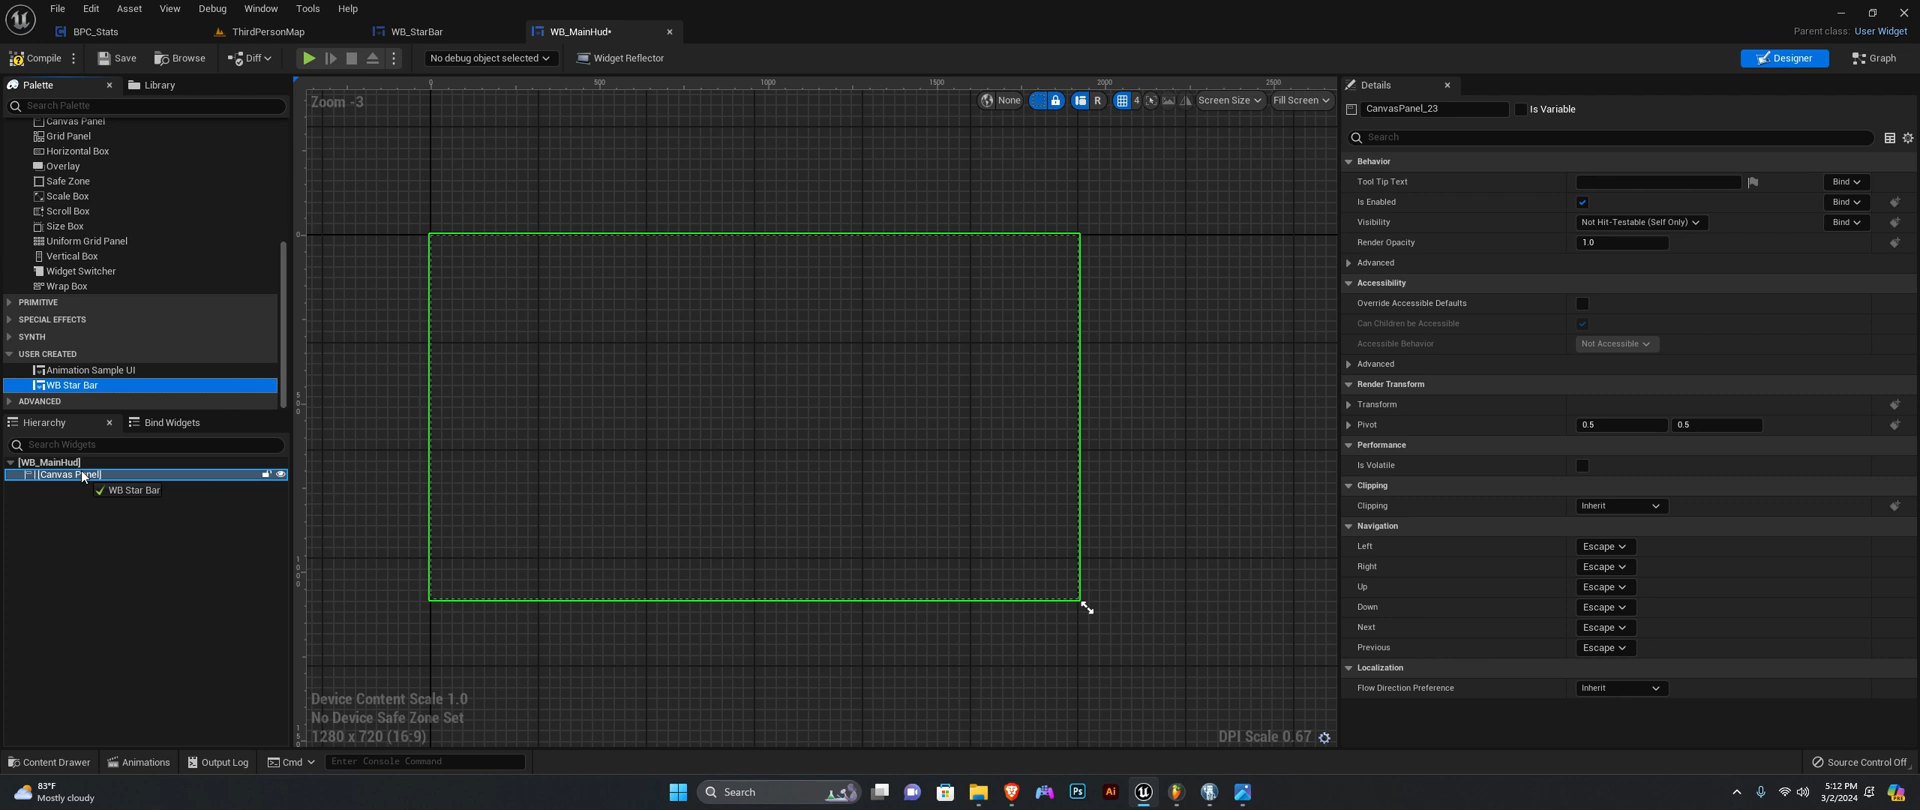 File Edit Asset View Debug Window Tools Help
BPC_Stats ThirdPersonMap WB_StarBar WB_MainHud•
Parent class: User Widget
Compile Save Browse Diff No debug object selected Widget Reflector Designer Graph
Palette Library
Search Palette
Canvas Panel
Grid Panel
Horizontal Box
Overlay
Safe Zone
Scale Box
Scroll Box
Size Box
Uniform Grid Panel
Vertical Box
Widget Switcher
Wrap Box
PRIMITIVE
SPECIAL EFFECTS
SYNTH
USER CREATED
Animation Sample UI
WB Star Bar
ADVANCED
Hierarchy Bind Widgets
Search Widgets
[WB_MainHud]
[Canvas Panel]
WB Star Bar
0 500 1000 1500 2000 2500
Zoom -3
None R 4 Screen Size Fill Screen
0
500
1000
Device Content Scale 1.0
No Device Safe Zone Set
1280 x 720 (16:9)
DPI Scale 0.67
Details
CanvasPanel_23 Is Variable
Search
Behavior
Tool Tip Text Bind
Is Enabled Bind
Visibility Not Hit-Testable (Self Only) Bind
Render Opacity 1.0
Advanced
Accessibility
Override Accessible Defaults
Can Children be Accessible
Accessible Behavior Not Accessible
Advanced
Render Transform
Transform
Pivot 0.5 0.5
Performance
Is Volatile
Clipping
Clipping Inherit
Navigation
Left Escape
Right Escape
Up Escape
Down Escape
Next Escape
Previous Escape
Localization
Flow Direction Preference Inherit
Content Drawer Animations Output Log Cmd Enter Console Command Source Control Off
83°F
Mostly cloudy
Search
Ps Ai
5:12 PM
3/2/2024